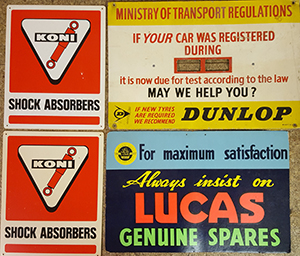 KONI
SHOCK ABSORBERS
MINISTRY OF TRANSPORT REGULATIONS
IF YOUR CAR WAS REGISTERED
DURING
it is now due for test according to the law
MAY WE HELP YOU?
IF NEW TYRES
ARE REQUIRED
WE RECOMMEND
DUNLOP
KONI
SHOCK ABSORBERS
For maximum satisfaction
Always insist on
LUCAS
GENUINE SPARES